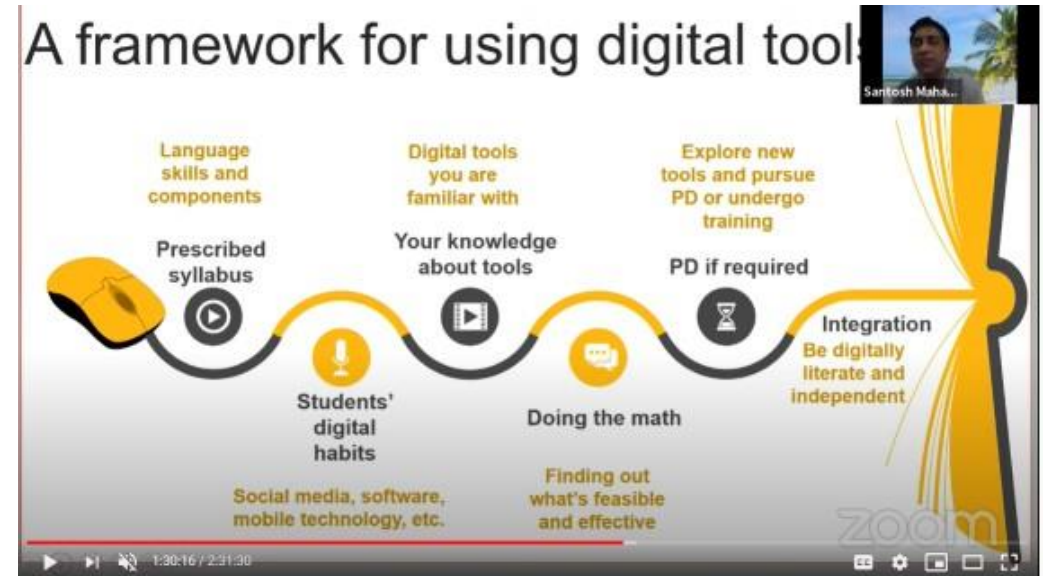 A framework for using digital tools
Santosh Maha...
Language
skills and
components
Prescribed
syllabus
Students'
digital
habits
Social media, software,
mobile technology, etc.
Digital tools
you are
familiar with
Your knowledge
about tools
Doing the math
Finding out
what's feasible
and effective
Explore new
tools and pursue
PD or undergo
training
PD if required
Integration
Be digitally
literate and
independent
zoom
1:30:16 / 2:31:30
CC